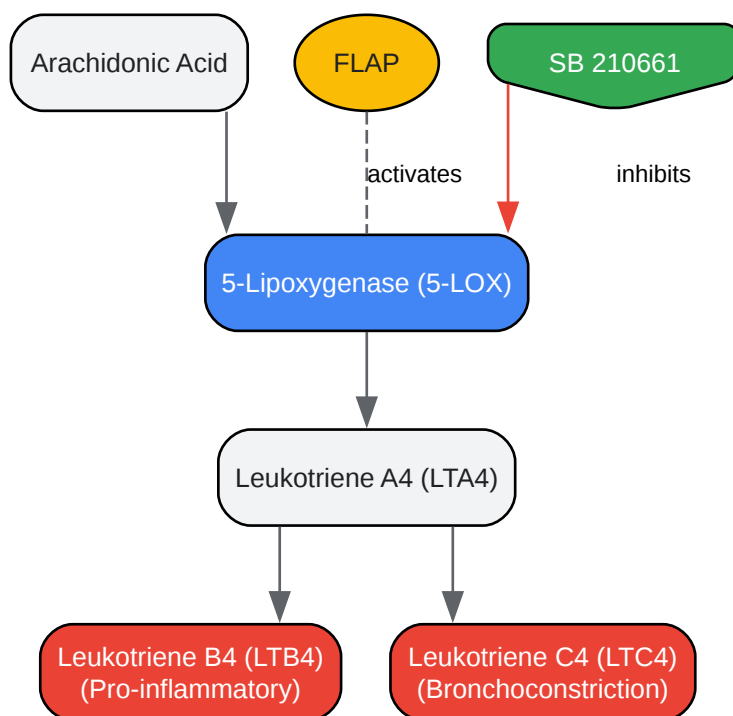 Arachidonic Acid
FLAP
SB 210661
activates
inhibits
5-Lipoxygenase (5-LOX)
Leukotriene A4 (LTA4)
Leukotriene B4 (LTB4)
(Pro-inflammatory)
Leukotriene C4 (LTC4)
(Bronchoconstriction)